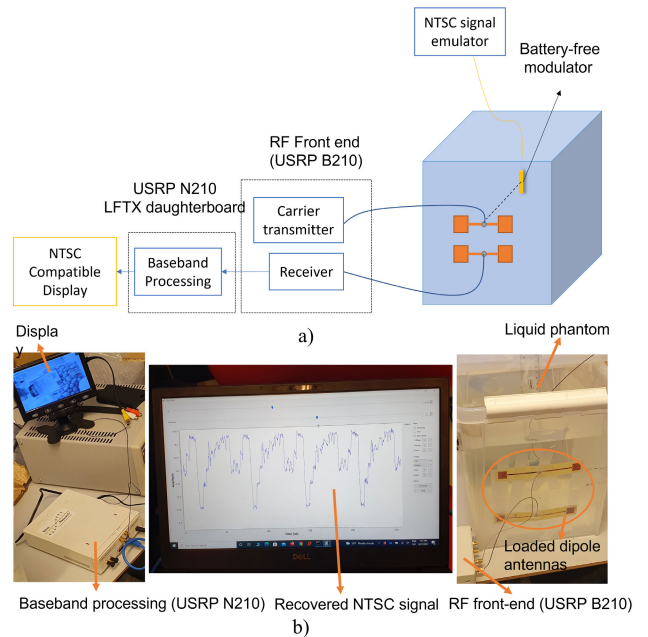 NTSC signal
emulator
Battery-free
modulator
RF Front end
(USRP B210)
USRP N210
LFTX daughterboard
Carrier
transmitter
NTSC
Compatible
Display
Baseband
Processing
Receiver
a)
Displa
y
Liquid phantom
DELL
Loaded dipole
antennas
Baseband processing (USRP N210)
Recovered NTSC signal
RF front-end (USRP B210)
b)